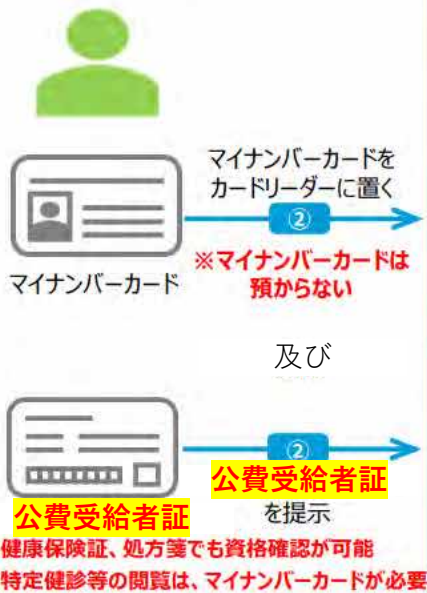 マイナンバーカードを
カードリーダーに置く
②
※マイナンバーカードは
預からない
マイナンバーカード
及び
②
公費受給者証
を提示
公費受給者証
健康保険証、処方箋でも資格確認が可能
特定健診等の閲覧は、マイナンバーカードが必要